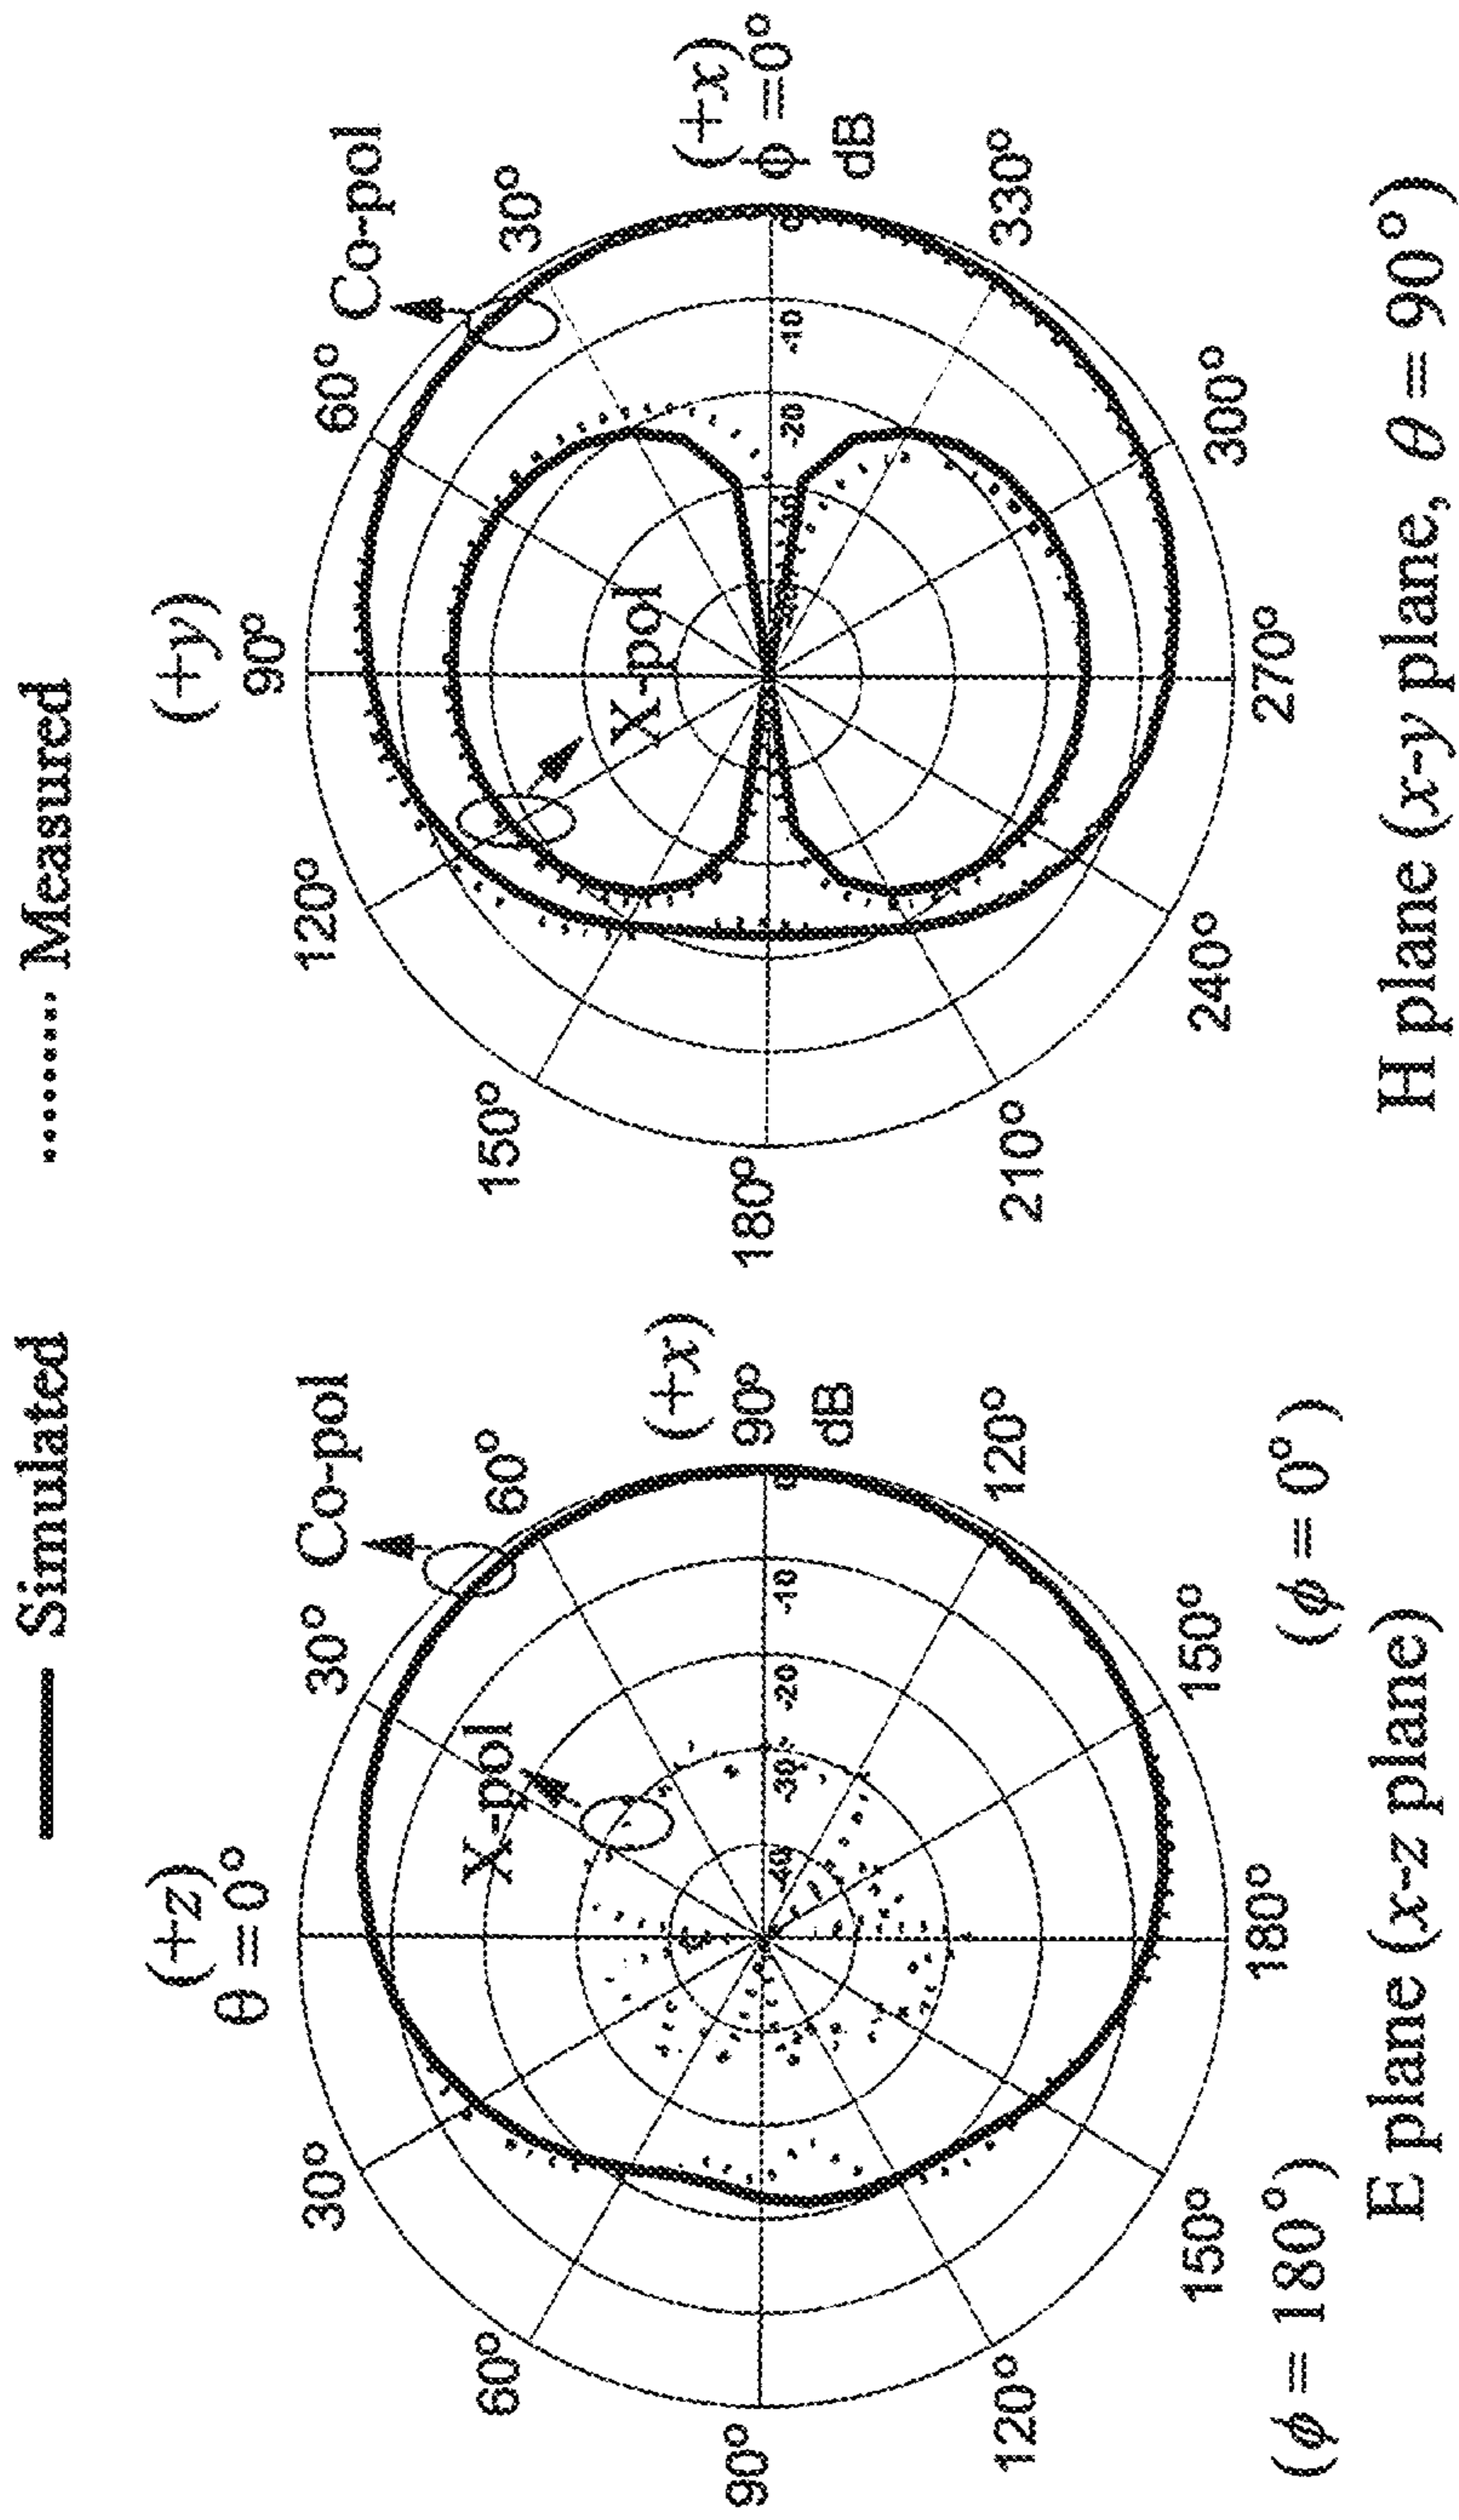 Simulated
Measured
(+z)
θ =0°
30°
30°
Co-pol
60°
60°
X-pol
90°
(+x)
90°
dB
0
-10
-20
-30
-40
120°
120°
150°
150°
180°
(ϕ = 180°)
(ϕ = 0°)
E plane (x-z plane)
(+y)
90°
120°
60°
Co-pol
150°
30°
X-pol
180°
(+x)
ϕ =0°
dB
0
-10
-20
210°
330°
240°
300°
270°
H plane (x-y plane, θ = 90°)